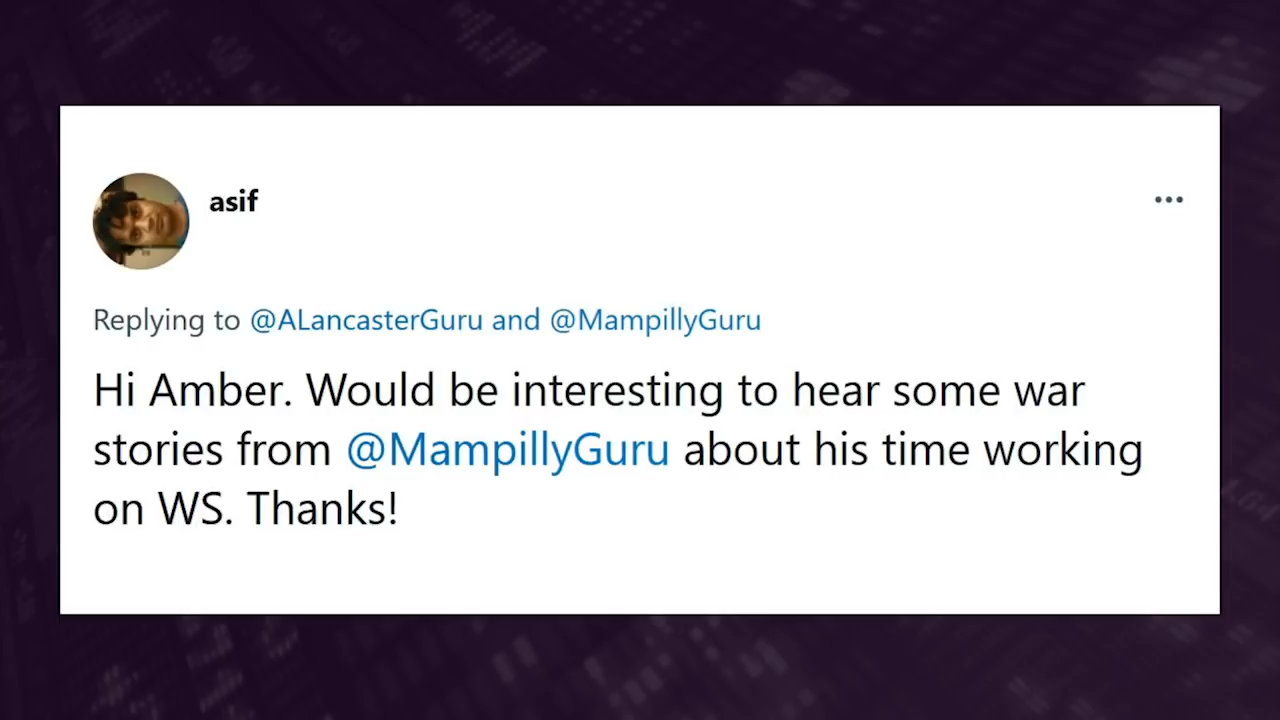 asif
Replying to @ALancasterGuru and @MampillyGuru
Hi Amber. Would be interesting to hear some war
stories from @MampillyGuru about his time working
on WS. Thanks!